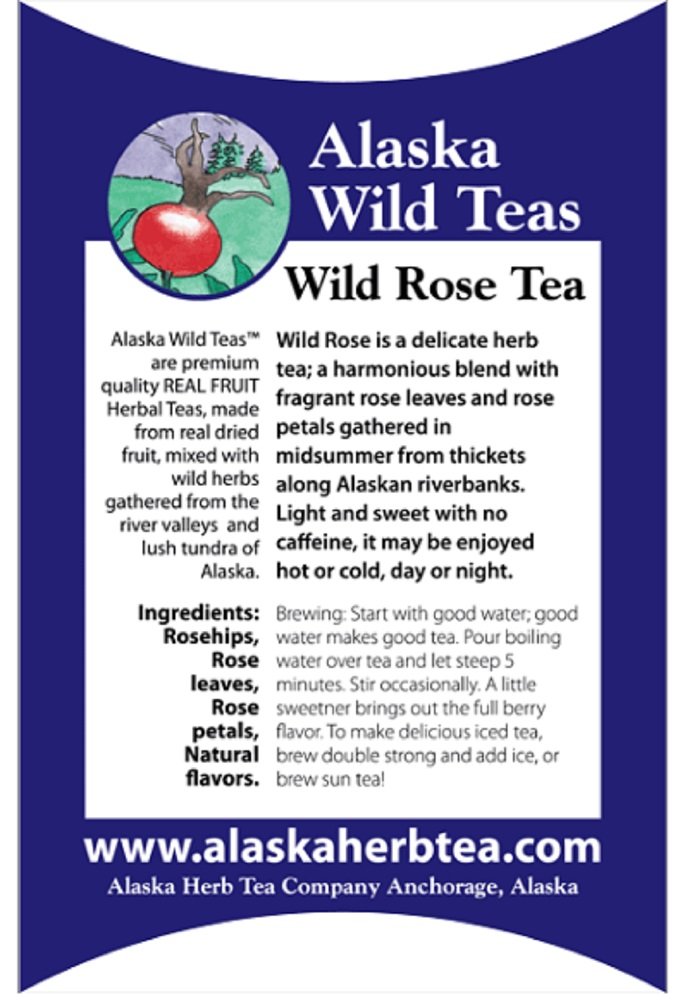 Alaska
Wild Teas
Wild Rose Tea
Alaska Wild Teas™
are premium
quality REAL FRUIT
Herbal Teas, made
from real dried
fruit, mixed with
wild herbs
gathered from the
river valleys and
lush tundra of
Alaska.
Wild Rose is a delicate herb
tea; a harmonious blend with
fragrant rose leaves and rose
petals gathered in
midsummer from thickets
along Alaskan riverbanks.
Light and sweet with no
caffeine, it may be enjoyed
hot or cold, day or night.
Ingredients:
Rosehips,
Rose
leaves,
Rose
petals,
Natural
flavors.
Brewing: Start with good water; good
water makes good tea. Pour boiling
water over tea and let steep 5
minutes. Stir occasionally. A little
sweetner brings out the full berry
flavor. To make delicious iced tea,
brew double strong and add ice, or
brew sun tea!
www.alaskaherbtea.com
Alaska Herb Tea Company Anchorage, Alaska